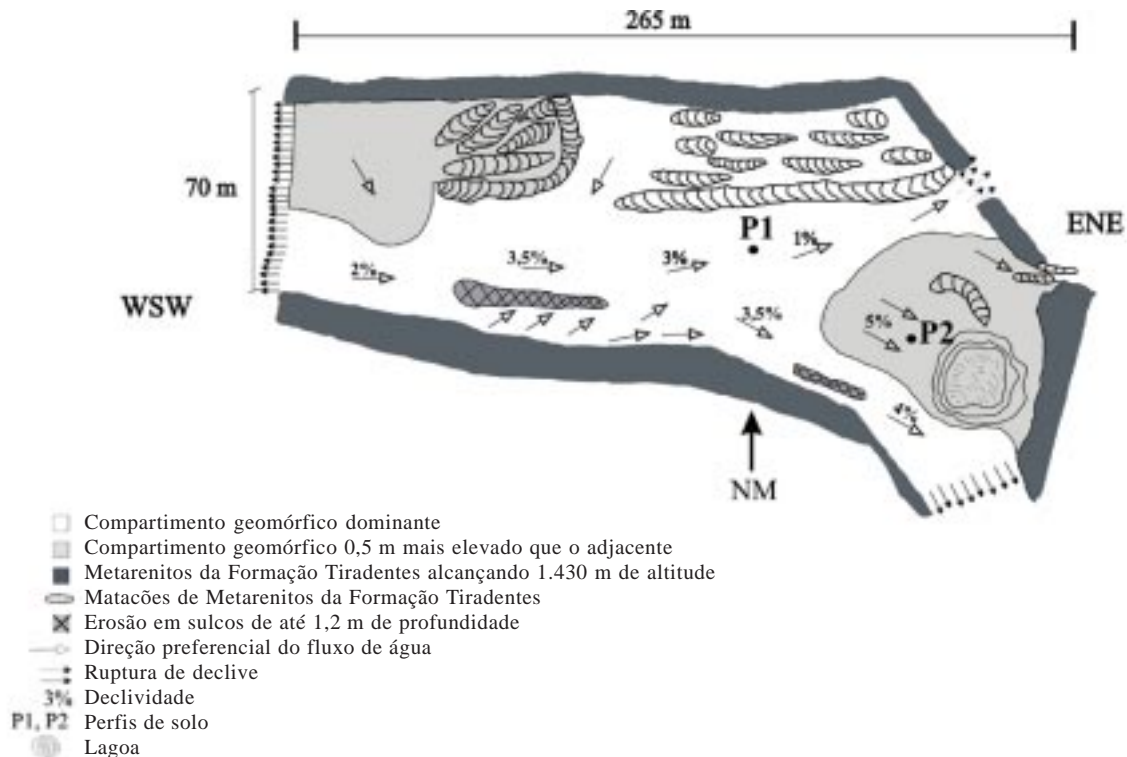 265 m
70 m
P1
1%
ENE
3,5%
3%
2%
WSW
3,5%
5%
P2
4%
NM
Compartimento geomórfico dominante
Compartimento geomórfico 0,5 m mais elevado que o adjacente
Metarenitos da Formação Tiradentes alcançando 1.430 m de altitude
Matacões de Metarenitos da Formação Tiradentes
Erosão em sulcos de até 1,2 m de profundidade
Direção preferencial do fluxo de água
Ruptura de declive
3% Declividade
P1, P2 Perfis de solo
Lagoa